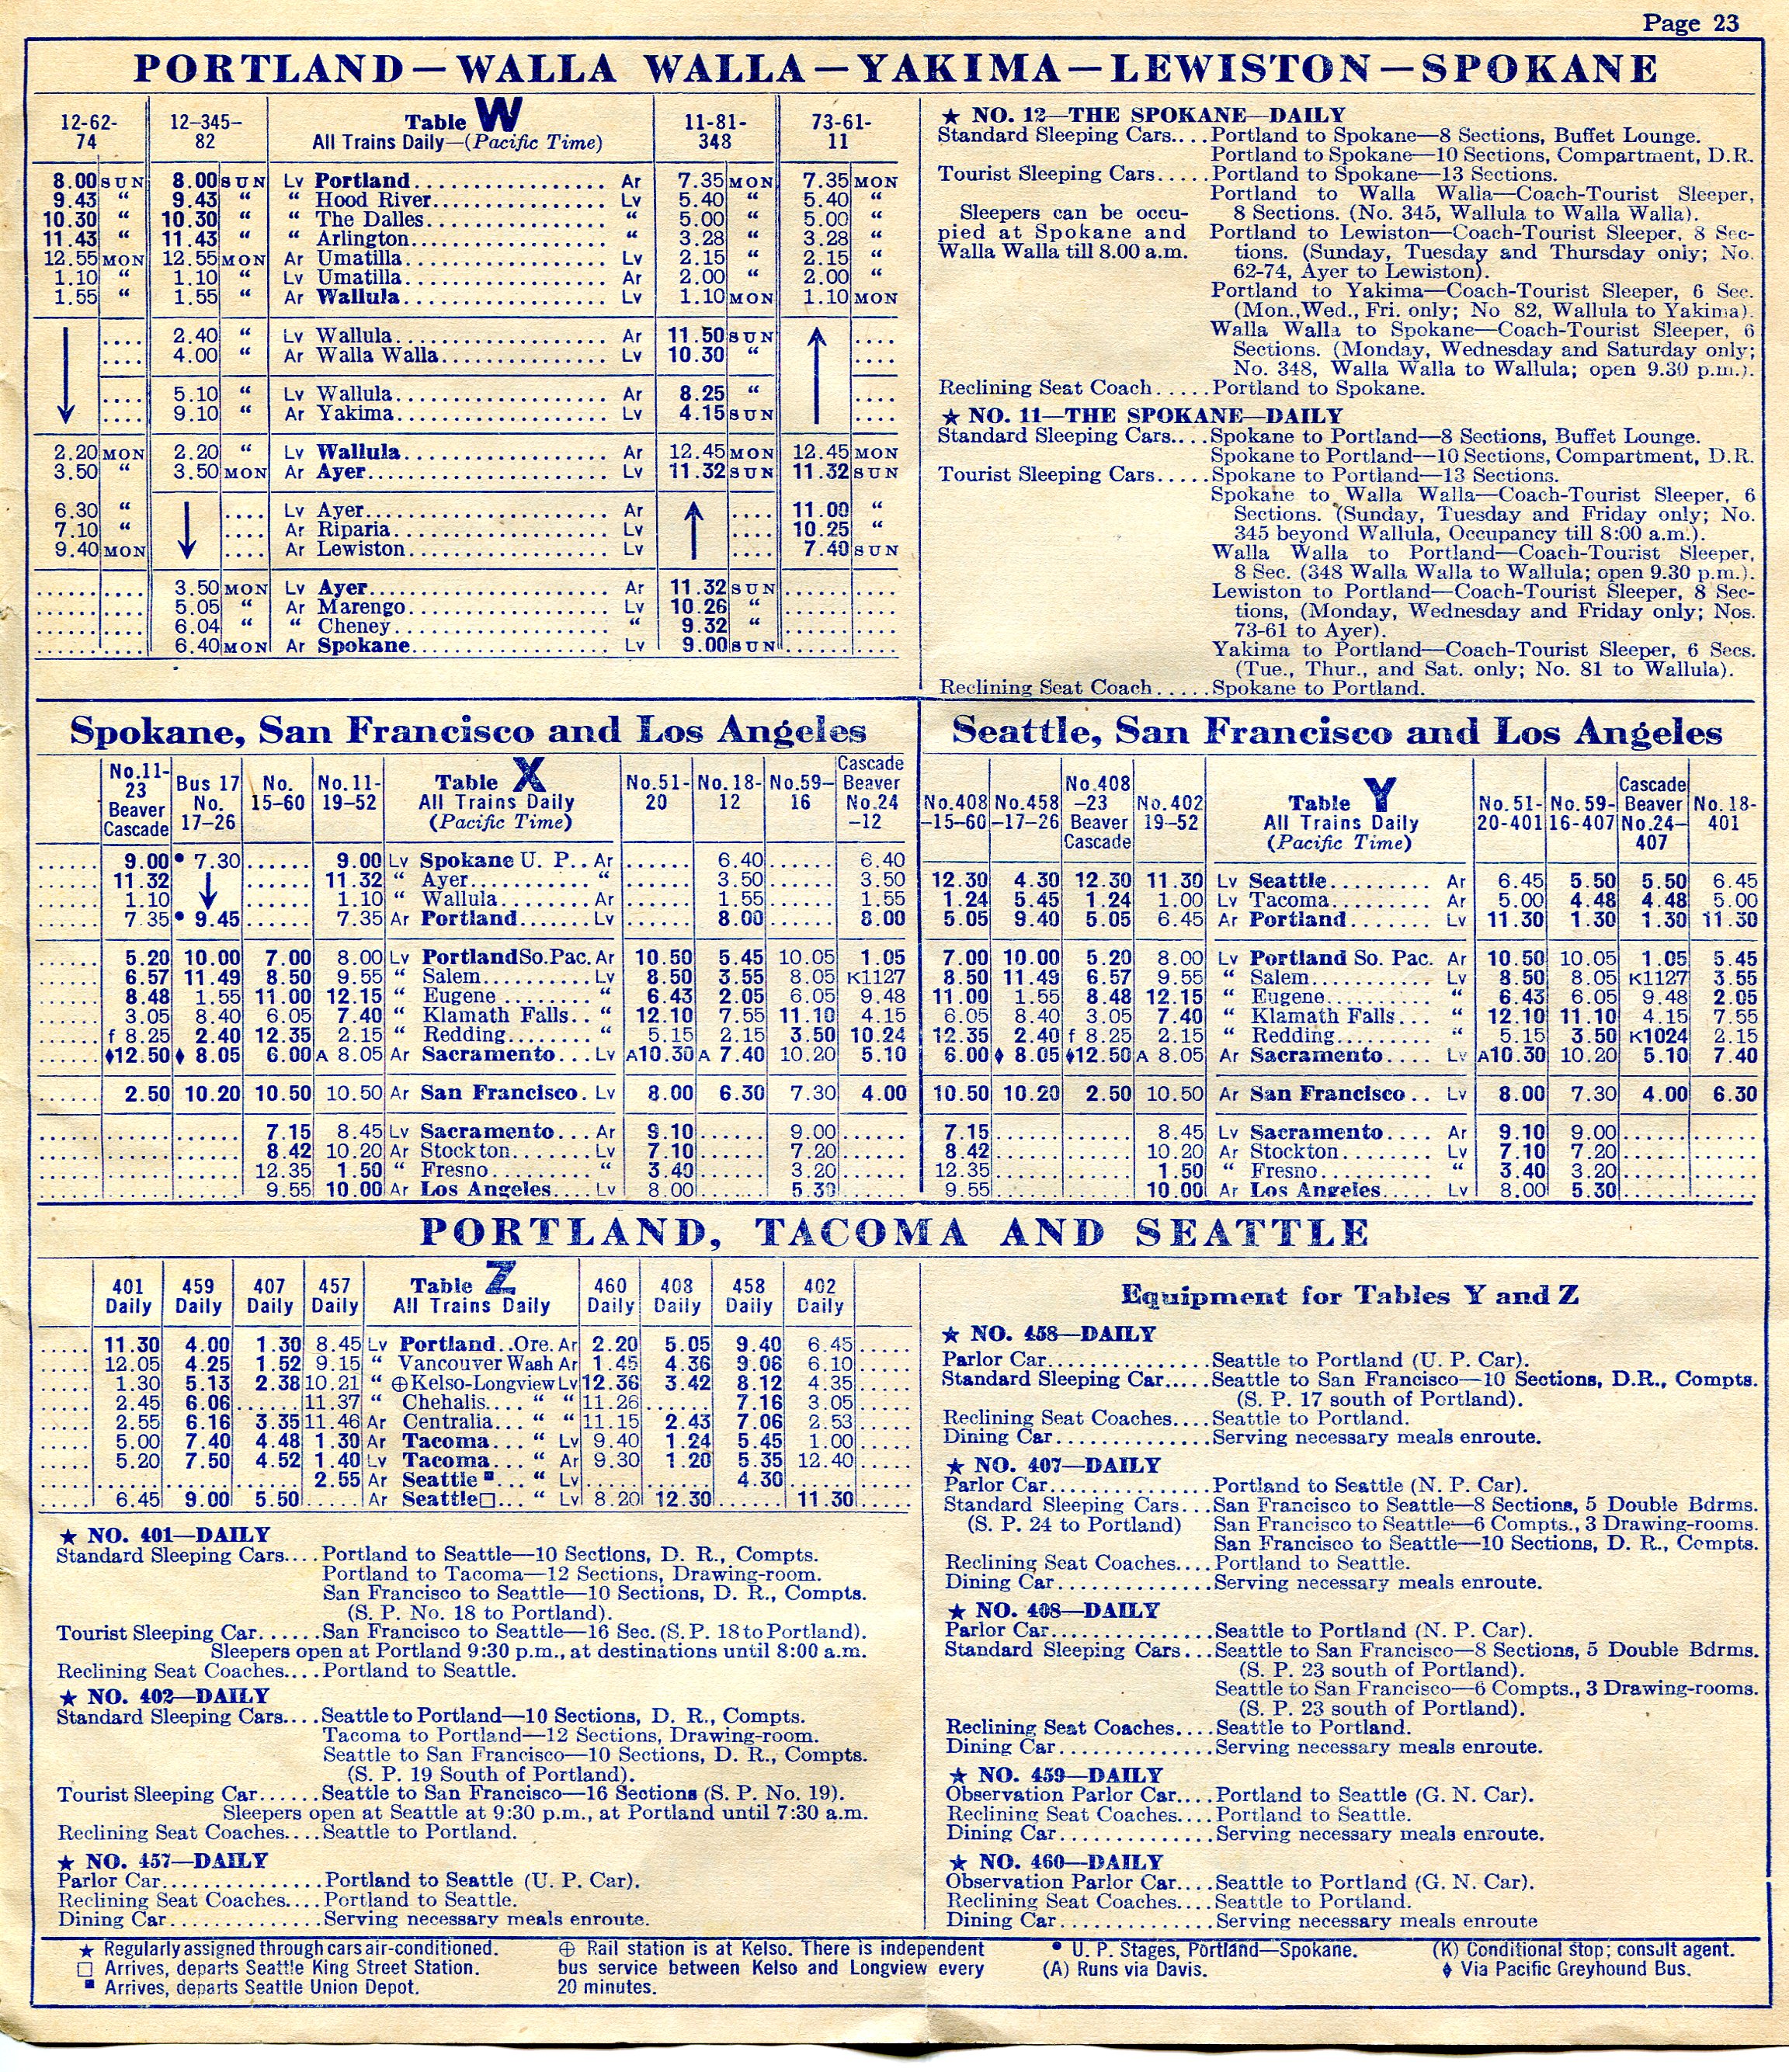 Page 23
PORTLAND—WALLA WALLA—YAKIMA—LEWISTON—SPOKANE
12-62-74 12-345-82 Table W All Trains Daily—(Pacific Time) 11-81-348 73-61-11
8.00 SUN 8.00 SUN Lv Portland Ar 7.35 MON 7.35 MON
9.43 “ 9.43 “ “ Hood River Lv 5.40 “ 5.40 “
10.30 “ 10.30 “ “ The Dalles “ 5.00 “ 5.00 “
11.43 “ 11.43 “ “ Arlington “ 3.28 “ 3.28 “
12.55 MON 12.55 MON Ar Umatilla Lv 2.15 “ 2.15 “
1.10 “ 1.10 “ Lv Umatilla Ar 2.00 “ 2.00 “
1.55 “ 1.55 “ Ar Wallula Lv 1.10 MON 1.10 MON
2.40 “ Lv Wallula Ar 11.50 SUN
4.00 “ Ar Walla Walla Lv 10.30 “
5.10 “ Lv Wallula Ar 8.25 “
9.10 “ Ar Yakima Lv 4.15 SUN
2.20 MON 2.20 “ Lv Wallula Ar 12.45 MON 12.45 MON
3.50 “ 3.50 MON Ar Ayer Lv 11.32 SUN 11.32 SUN
6.30 “ Lv Ayer Ar 11.00 “
7.10 “ Ar Riparia Lv 10.25 “
9.40 MON Ar Lewiston Lv 7.40 SUN
3.50 MON Lv Ayer Ar 11.32 SUN
5.05 “ Ar Marengo Lv 10.26 “
6.04 “ “ Cheney “ 9.32 “
6.40 MON Ar Spokane Lv 9.00 SUN
★ NO. 12—THE SPOKANE—DAILY
Standard Sleeping Cars....Portland to Spokane—8 Sections, Buffet Lounge.
Portland to Spokane—10 Sections, Compartment, D.R.
Tourist Sleeping Cars.....Portland to Spokane—13 Sections.
Portland to Walla Walla—Coach-Tourist Sleeper,
Sleepers can be occu- 8 Sections. (No. 345, Wallula to Walla Walla).
pied at Spokane and Portland to Lewiston—Coach-Tourist Sleeper, 8 Sec-
Walla Walla till 8.00 a.m. tions. (Sunday, Tuesday and Thursday only; No.
62-74, Ayer to Lewiston).
Portland to Yakima—Coach-Tourist Sleeper, 6 Sec.
(Mon.,Wed., Fri. only; No 82, Wallula to Yakima).
Walla Walla to Spokane—Coach-Tourist Sleeper, 6
Sections. (Monday, Wednesday and Saturday only;
No. 348, Walla Walla to Wallula; open 9.30 p.m.).
Reclining Seat Coach.....Portland to Spokane.
★ NO. 11—THE SPOKANE—DAILY
Standard Sleeping Cars....Spokane to Portland—8 Sections, Buffet Lounge.
Spokane to Portland—10 Sections, Compartment, D.R.
Tourist Sleeping Cars.....Spokane to Portland—13 Sections.
Spokane to Walla Walla—Coach-Tourist Sleeper, 6
Sections. (Sunday, Tuesday and Friday only; No.
345 beyond Wallula, Occupancy till 8:00 a.m.).
Walla Walla to Portland—Coach-Tourist Sleeper,
8 Sec. (348 Walla Walla to Wallula; open 9.30 p.m.).
Lewiston to Portland—Coach-Tourist Sleeper, 8 Sec-
tions, (Monday, Wednesday and Friday only; Nos.
73-61 to Ayer).
Yakima to Portland—Coach-Tourist Sleeper, 6 Secs.
(Tue., Thur., and Sat. only; No. 81 to Wallula).
Reclining Seat Coach.....Spokane to Portland.
Spokane, San Francisco and Los Angeles
No.11-23 Beaver Cascade Bus 17 No. 17-26 No. 15-60 No.11-19-52 Table X All Trains Daily (Pacific Time) No.51-20 No.18-12 No.59-16 Cascade Beaver No.24-12
9.00 • 7.30 9.00 Lv Spokane U. P. Ar 6.40 6.40
11.32 11.32 “ Ayer “ 3.50 3.50
1.10 1.10 “ Wallula Ar 1.55 1.55
7.35 • 9.45 7.35 Ar Portland Lv 8.00 8.00
5.20 10.00 7.00 8.00 Lv Portland So.Pac. Ar 10.50 5.45 10.05 1.05
6.57 11.49 8.50 9.55 “ Salem Lv 8.50 3.55 8.05 K1127
8.48 1.55 11.00 12.15 “ Eugene “ 6.43 2.05 6.05 9.48
3.05 8.40 6.05 7.40 “ Klamath Falls “ 12.10 7.55 11.10 4.15
f 8.25 2.40 12.35 2.15 “ Redding “ 5.15 2.15 3.50 10.24
♦12.50 ♦ 8.05 6.00 A 8.05 Ar Sacramento Lv A10.30 A 7.40 10.20 5.10
2.50 10.20 10.50 10.50 Ar San Francisco Lv 8.00 6.30 7.30 4.00
7.15 8.45 Lv Sacramento Ar 9.10 9.00
8.42 10.20 Ar Stockton Lv 7.10 7.20
12.35 1.50 “ Fresno “ 3.40 3.20
9.55 10.00 Ar Los Angeles Lv 8.00 5.30
Seattle, San Francisco and Los Angeles
No.408-15-60 No.458-17-26 No.408-23 Beaver Cascade No.402 19-52 Table Y All Trains Daily (Pacific Time) No.51-20-401 No.59-16-407 Cascade Beaver No.24-407 No.18-401
12.30 4.30 12.30 11.30 Lv Seattle Ar 6.45 5.50 5.50 6.45
1.24 5.45 1.24 1.00 Lv Tacoma Ar 5.00 4.48 4.48 5.00
5.05 9.40 5.05 6.45 Ar Portland Lv 11.30 1.30 1.30 11.30
7.00 10.00 5.20 8.00 Lv Portland So. Pac. Ar 10.50 10.05 1.05 5.45
8.50 11.49 6.57 9.55 “ Salem Lv 8.50 8.05 K1127 3.55
11.00 1.55 8.48 12.15 “ Eugene “ 6.43 6.05 9.48 2.05
6.05 8.40 3.05 7.40 “ Klamath Falls “ 12.10 11.10 4.15 7.55
12.35 2.40 f 8.25 2.15 “ Redding “ 5.15 3.50 K1024 2.15
6.00 ♦ 8.05 ♦12.50 A 8.05 Ar Sacramento Lv A10.30 10.20 5.10 7.40
10.50 10.20 2.50 10.50 Ar San Francisco Lv 8.00 7.30 4.00 6.30
7.15 8.45 Lv Sacramento Ar 9.10 9.00
8.42 10.20 Ar Stockton Lv 7.10 7.20
12.35 1.50 “ Fresno “ 3.40 3.20
9.55 10.00 Ar Los Angeles Lv 8.00 5.30
PORTLAND, TACOMA AND SEATTLE
401 Daily 459 Daily 407 Daily 457 Daily Table Z All Trains Daily 460 Daily 403 Daily 458 Daily 402 Daily
11.30 4.00 1.30 8.45 Lv Portland..Ore. Ar 2.20 5.05 9.40 6.45
12.05 4.25 1.52 9.15 “ Vancouver Wash Ar 1.45 4.36 9.06 6.10
1.30 5.13 2.38 10.21 “ ⊕Kelso-Longview Lv 12.36 3.42 8.12 4.35
2.45 6.06 11.37 “ Chehalis.... “ “ 11.26 7.16 3.05
2.55 6.16 3.35 11.46 Ar Centralia... “ “ 11.15 2.43 7.06 2.53
5.00 7.40 4.48 1.30 Ar Tacoma... “ Lv 9.40 1.24 5.45 1.00
5.20 7.50 4.52 1.40 Lv Tacoma... “ Ar 9.30 1.20 5.35 12.40
2.55 Ar Seattle ■... “ Lv 4.30
6.45 9.00 5.50 Ar Seattle□... “ Lv 8.20 12.30 11.30
★ NO. 401—DAILY
Standard Sleeping Cars....Portland to Seattle—10 Sections, D. R., Compts.
Portland to Tacoma—12 Sections, Drawing-room.
San Francisco to Seattle—10 Sections, D. R., Compts.
(S. P. No. 18 to Portland).
Tourist Sleeping Car......San Francisco to Seattle—16 Sec. (S. P. 18 to Portland).
Sleepers open at Portland 9:30 p.m., at destinations until 8:00 a.m.
Reclining Seat Coaches....Portland to Seattle.
★ NO. 402—DAILY
Standard Sleeping Cars....Seattle to Portland—10 Sections, D. R., Compts.
Tacoma to Portland—12 Sections, Drawing-room.
Seattle to San Francisco—10 Sections, D. R., Compts.
(S. P. 19 South of Portland).
Tourist Sleeping Car......Seattle to San Francisco—16 Sections (S. P. No. 19).
Sleepers open at Seattle at 9:30 p.m., at Portland until 7:30 a.m.
Reclining Seat Coaches....Seattle to Portland.
★ NO. 457—DAILY
Parlor Car..............Portland to Seattle (U. P. Car).
Reclining Seat Coaches....Portland to Seattle.
Dining Car.............Serving necessary meals enroute.
Equipment for Tables Y and Z
★ NO. 458—DAILY
Parlor Car..............Seattle to Portland (U. P. Car).
Standard Sleeping Car.....Seattle to San Francisco—10 Sections, D.R., Compts.
(S. P. 17 south of Portland).
Reclining Seat Coaches....Seattle to Portland.
Dining Car.............Serving necessary meals enroute.
★ NO. 407—DAILY
Parlor Car..............Portland to Seattle (N. P. Car).
Standard Sleeping Cars...San Francisco to Seattle—8 Sections, 5 Double Bdrms.
(S. P. 24 to Portland) San Francisco to Seattle—6 Compts., 3 Drawing-rooms.
San Francisco to Seattle—10 Sections, D. R., Compts.
Reclining Seat Coaches....Portland to Seattle.
Dining Car.............Serving necessary meals enroute.
★ NO. 408—DAILY
Parlor Car..............Seattle to Portland (N. P. Car).
Standard Sleeping Cars...Seattle to San Francisco—8 Sections, 5 Double Bdrms.
(S. P. 23 south of Portland).
Seattle to San Francisco—6 Compts., 3 Drawing-rooms.
(S. P. 23 south of Portland).
Reclining Seat Coaches....Seattle to Portland.
Dining Car.............Serving necessary meals enroute.
★ NO. 459—DAILY
Observation Parlor Car....Portland to Seattle (G. N. Car).
Reclining Seat Coaches....Portland to Seattle.
Dining Car.............Serving necessary meals enroute.
★ NO. 460—DAILY
Observation Parlor Car....Seattle to Portland (G. N. Car).
Reclining Seat Coaches....Seattle to Portland.
Dining Car.............Serving necessary meals enroute
★ Regularly assigned through cars air-conditioned.
□ Arrives, departs Seattle King Street Station.
■ Arrives, departs Seattle Union Depot.
⊕ Rail station is at Kelso. There is independent
bus service between Kelso and Longview every
20 minutes.
• U. P. Stages, Portland—Spokane.
(A) Runs via Davis.
(K) Conditional stop; consult agent.
♦ Via Pacific Greyhound Bus.